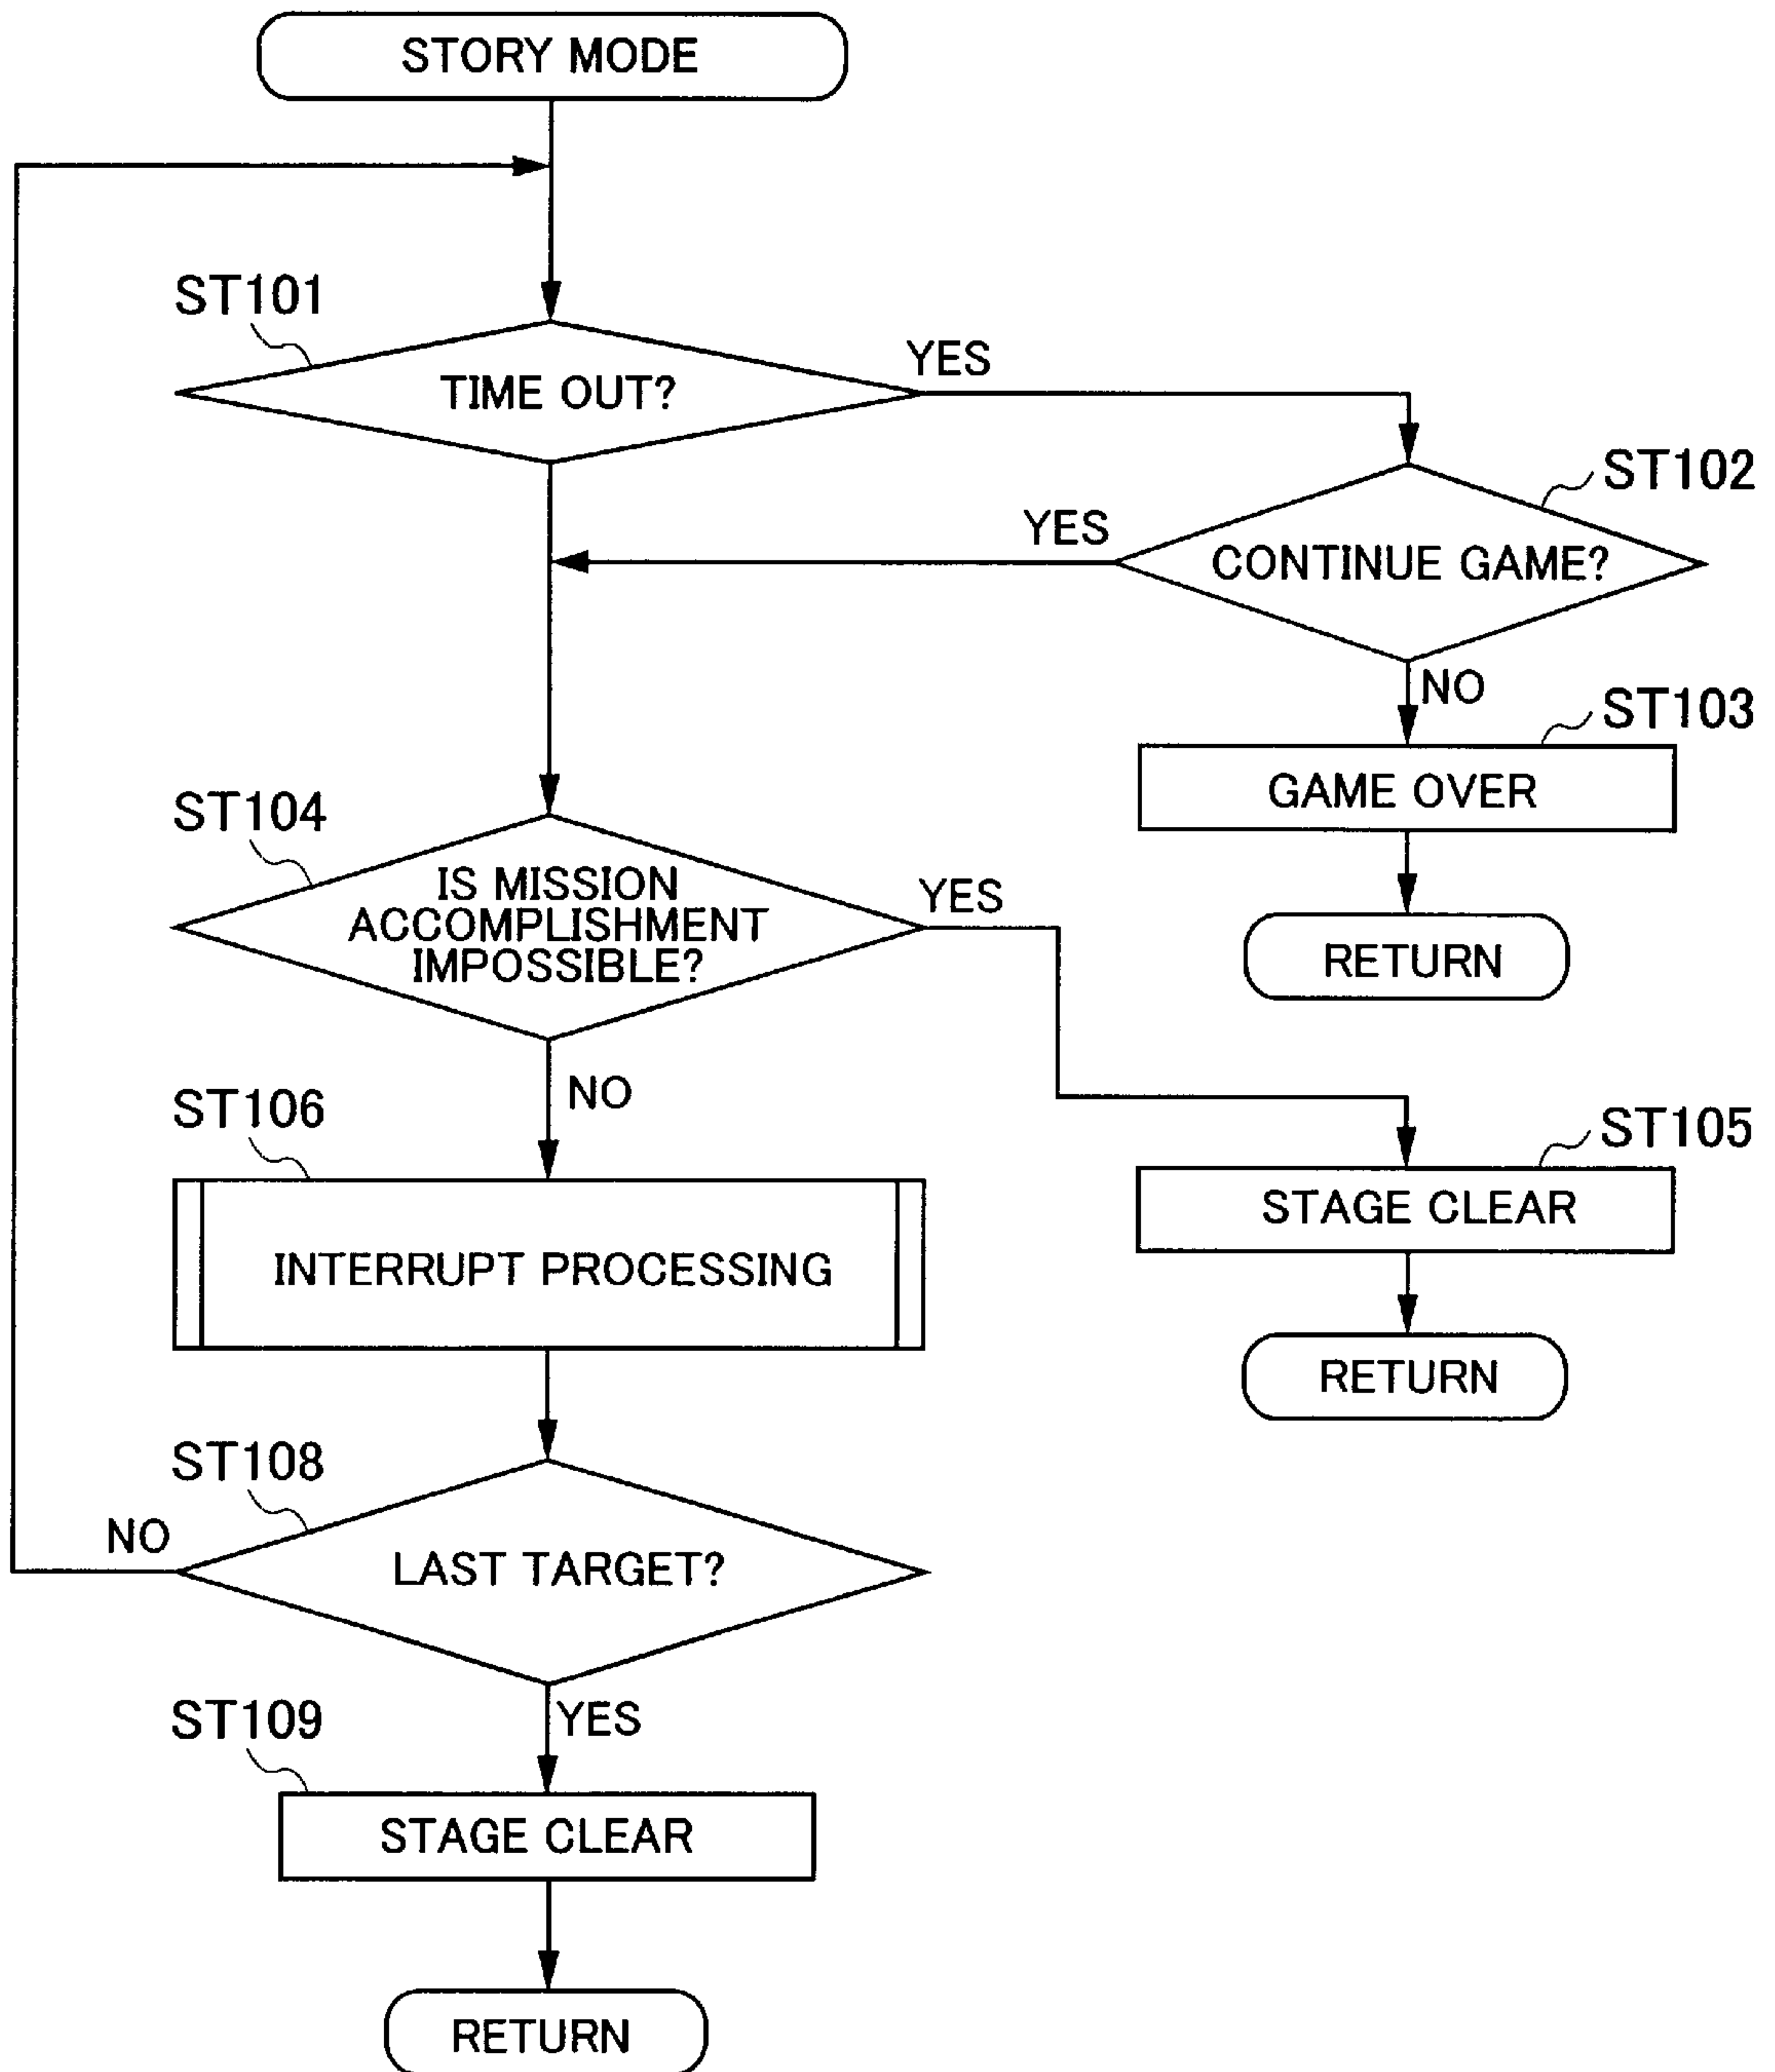 STORY MODE
ST101
YES
TIME OUT?
ST102
YES
CONTINUE GAME?
NO
ST103
GAME OVER
RETURN
ST104
IS MISSION
ACCOMPLISHMENT
IMPOSSIBLE?
YES
NO
ST105
STAGE CLEAR
RETURN
ST106
INTERRUPT PROCESSING
ST108
NO
LAST TARGET?
YES
ST109
STAGE CLEAR
RETURN